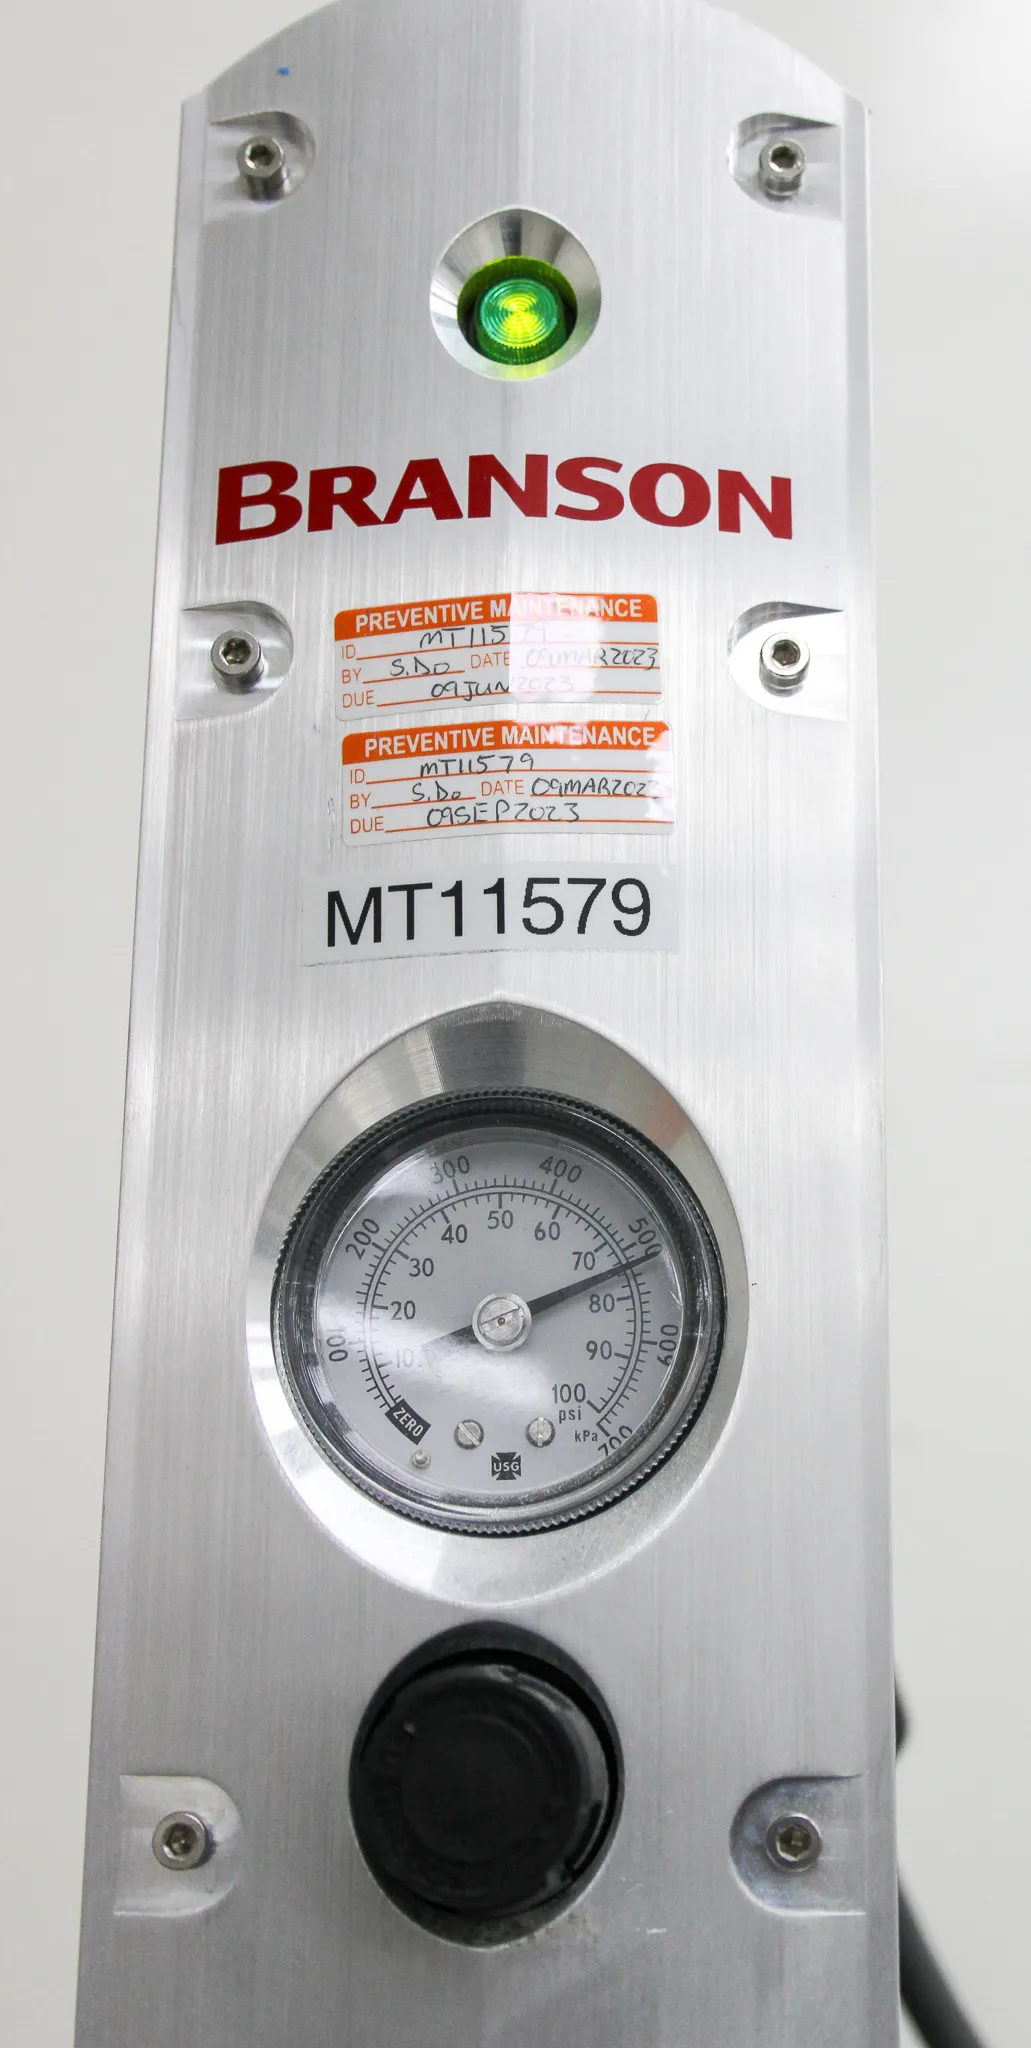 BRANSON
PREVENTIVE MAINTENANCE
ID MT11579
BY S.Do DATE 09MAR2023
DUE 09JUN2023
PREVENTIVE MAINTENANCE
ID MT11579
BY S.Do DATE 09MAR2023
DUE 09SEP2023
MT11579
300 400
200 500
40 50 60
30 70
20 80
100 600
10 90
ZERO 100
psi
kPa 700
USG